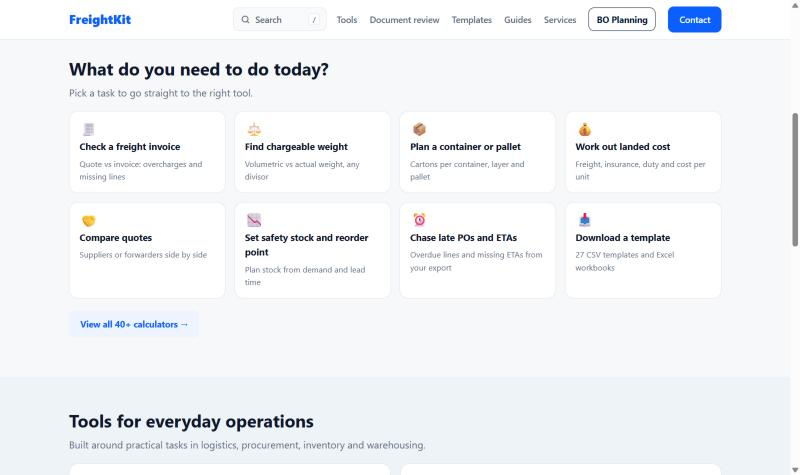 FreightKit
Search /
Tools
Document review
Templates
Guides
Services
BO Planning
Contact
What do you need to do today?
Pick a task to go straight to the right tool.
Check a freight invoice
Quote vs invoice: overcharges and
missing lines
Find chargeable weight
Volumetric vs actual weight, any
divisor
Plan a container or pallet
Cartons per container, layer and
pallet
Work out landed cost
Freight, insurance, duty and cost per
unit
Compare quotes
Suppliers or forwarders side by side
Set safety stock and reorder
point
Plan stock from demand and lead
time
Chase late POs and ETAs
Overdue lines and missing ETAs from
your export
Download a template
27 CSV templates and Excel
workbooks
View all 40+ calculators →
Tools for everyday operations
Built around practical tasks in logistics, procurement, inventory and warehousing.